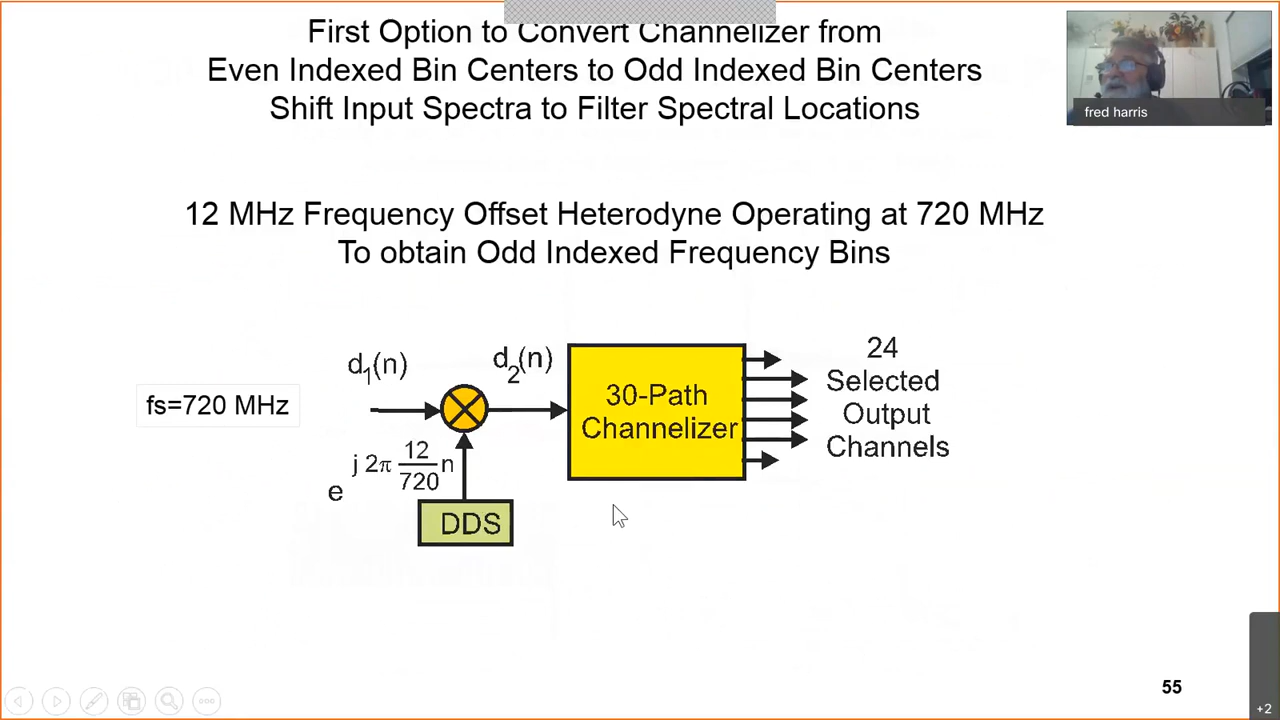 First Option to Convert Channelizer from
Even Indexed Bin Centers to Odd Indexed Bin Centers
Shift Input Spectra to Filter Spectral Locations
fred harris
12 MHz Frequency Offset Heterodyne Operating at 720 MHz
To obtain Odd Indexed Frequency Bins
fs=720 MHz
d1(n)
d2(n)
e j 2π 12/720 n
DDS
30-Path
Channelizer
24
Selected
Output
Channels
55
+2